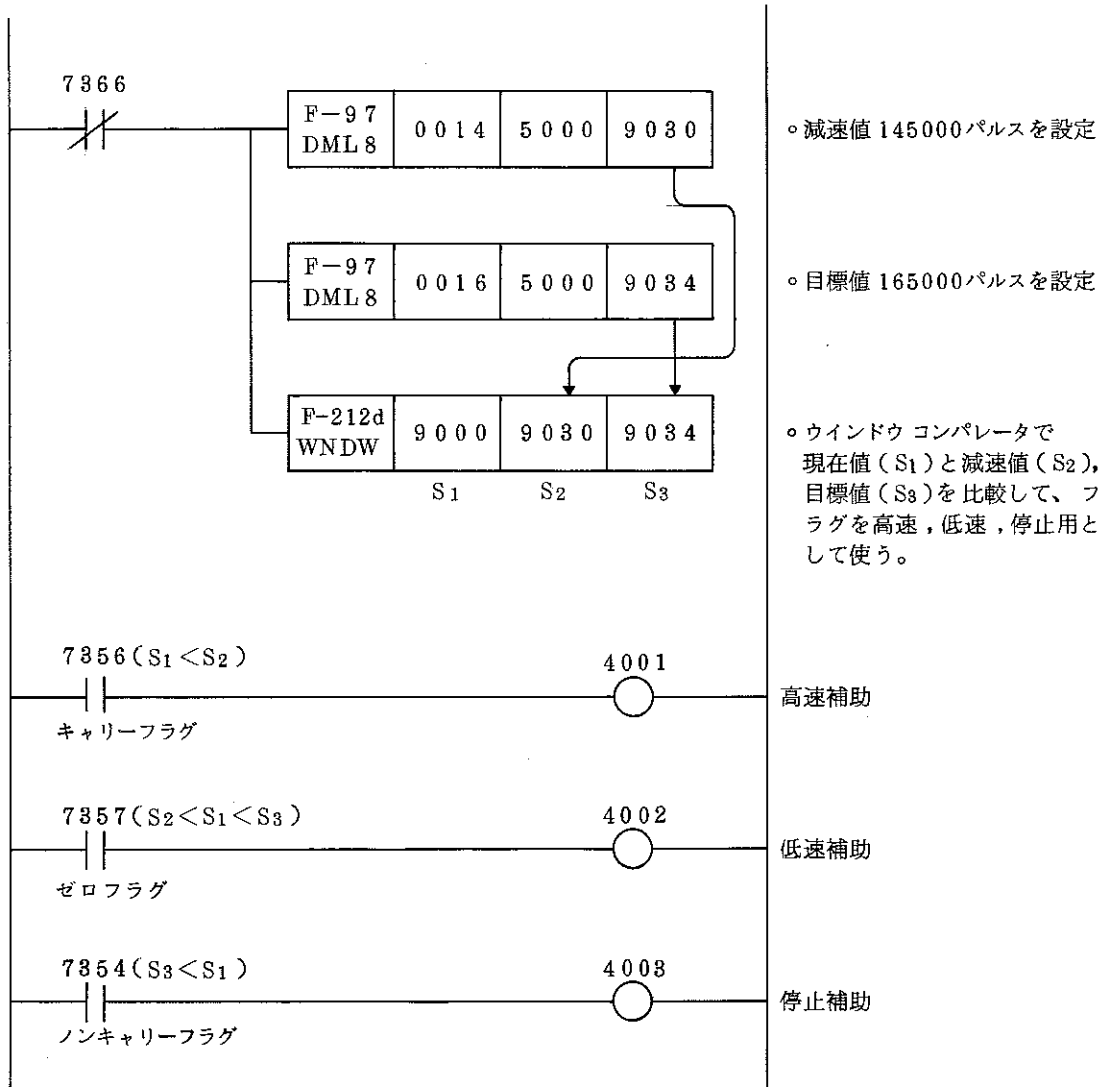 7366
F-97
DML8
0014
5000
9030
◦減速値 145000パルスを設定
F-97
DML8
0016
5000
9034
◦目標値 165000パルスを設定
F-212d
WNDW
9000
9030
9034
S1
S2
S3
◦ウインドウ コンパレータで
現在値(S1)と減速値(S2),
目標値(S3)を比較して、フ
ラグを高速,低速,停止用と
して使う。
7356(S1<S2)
4001
高速補助
キャリーフラグ
7357(S2<S1<S3)
4002
低速補助
ゼロフラグ
7354(S3<S1)
4003
停止補助
ノンキャリーフラグ